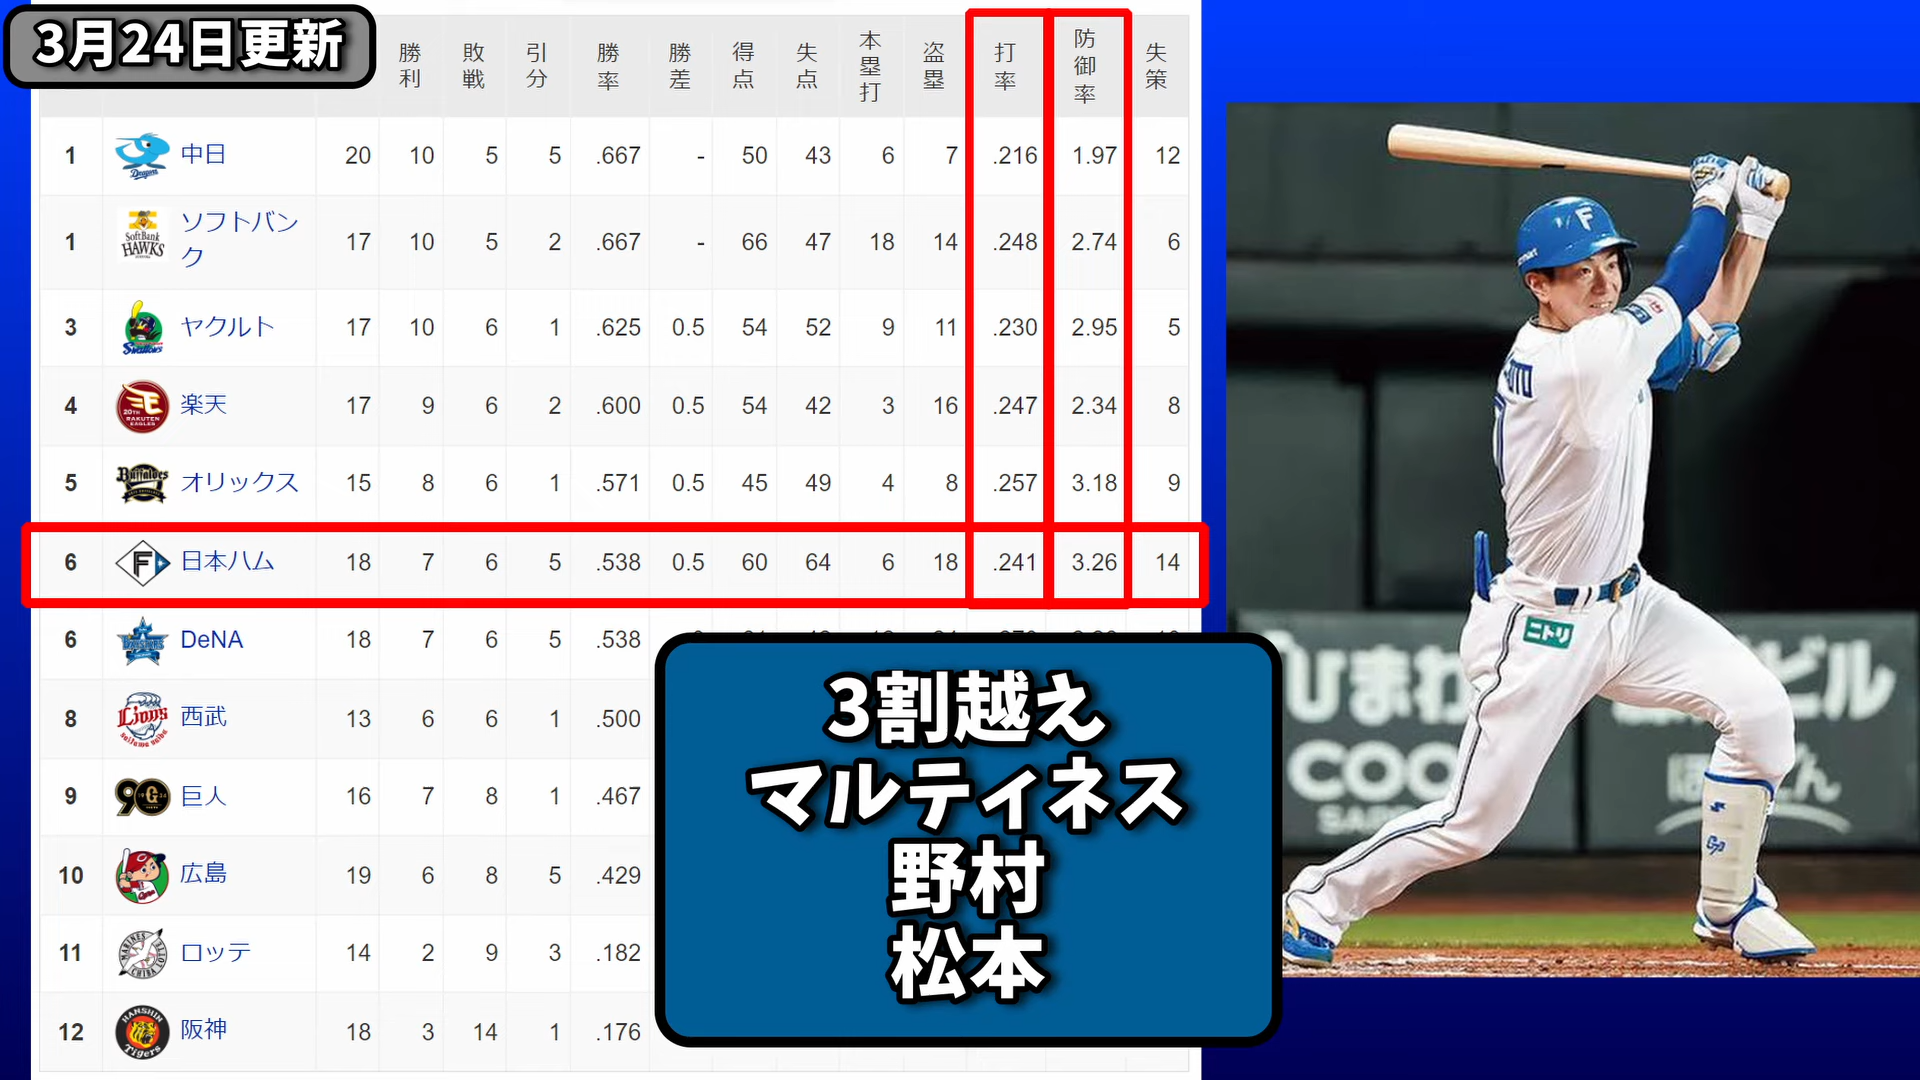 3月24日更新
勝利 敗戦 引分 勝率 勝差 得点 失点 本塁打 盗塁 打率 防御率 失策
1 中日 20 10 5 5 .667 - 50 43 6 7 .216 1.97 12
1 ソフトバンク 17 10 5 2 .667 - 66 47 18 14 .248 2.74 6
3 ヤクルト 17 10 6 1 .625 0.5 54 52 9 11 .230 2.95 5
4 楽天 17 9 6 2 .600 0.5 54 42 3 16 .247 2.34 8
5 オリックス 15 8 6 1 .571 0.5 45 49 4 8 .257 3.18 9
6 日本ハム 18 7 6 5 .538 0.5 60 64 6 18 .241 3.26 14
6 DeNA 18 7 6 5 .538
8 西武 13 6 6 1 .500
9 巨人 16 7 8 1 .467
10 広島 19 6 8 5 .429
11 ロッテ 14 2 9 3 .182
12 阪神 18 3 14 1 .176
3割越え
マルティネス
野村
松本
ニトリ